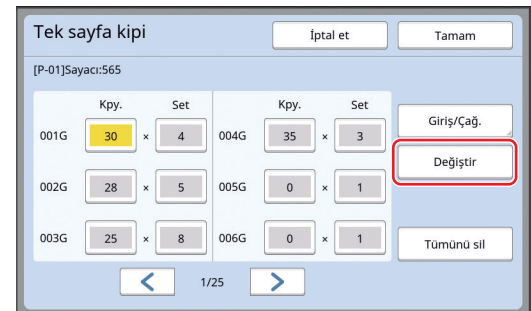 Tek sayfa kipi İptal et Tamam
[P-01]Sayacı:565
Kpy. Set Kpy. Set
001G 30 × 4 004G 35 × 3
Giriş/Çağ.
Değiştir
002G 28 × 5 005G 0 × 1
003G 25 × 8 006G 0 × 1
Tümünü sil
1/25